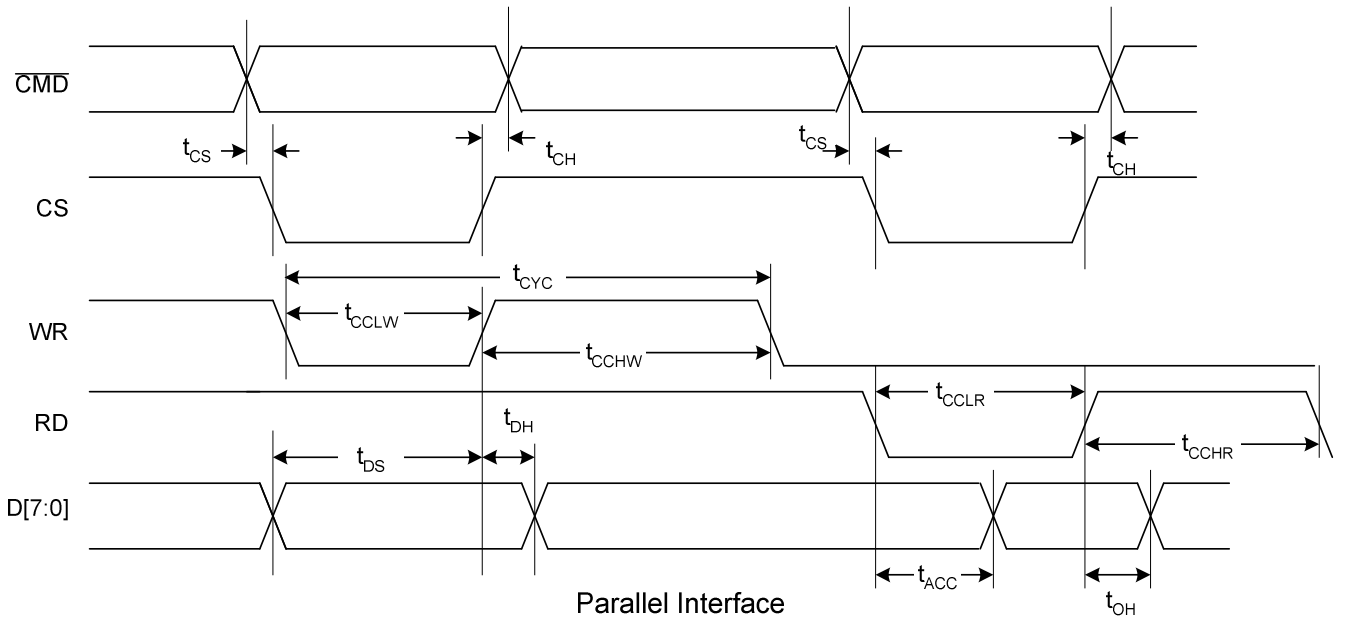 CMD
tCS
tCH
tCS
tCH
CS
tCYC
tCCLW
WR
tCCHW
tCCLR
RD
tDH
tCCHR
tDS
D[7:0]
tACC
tOH
Parallel Interface